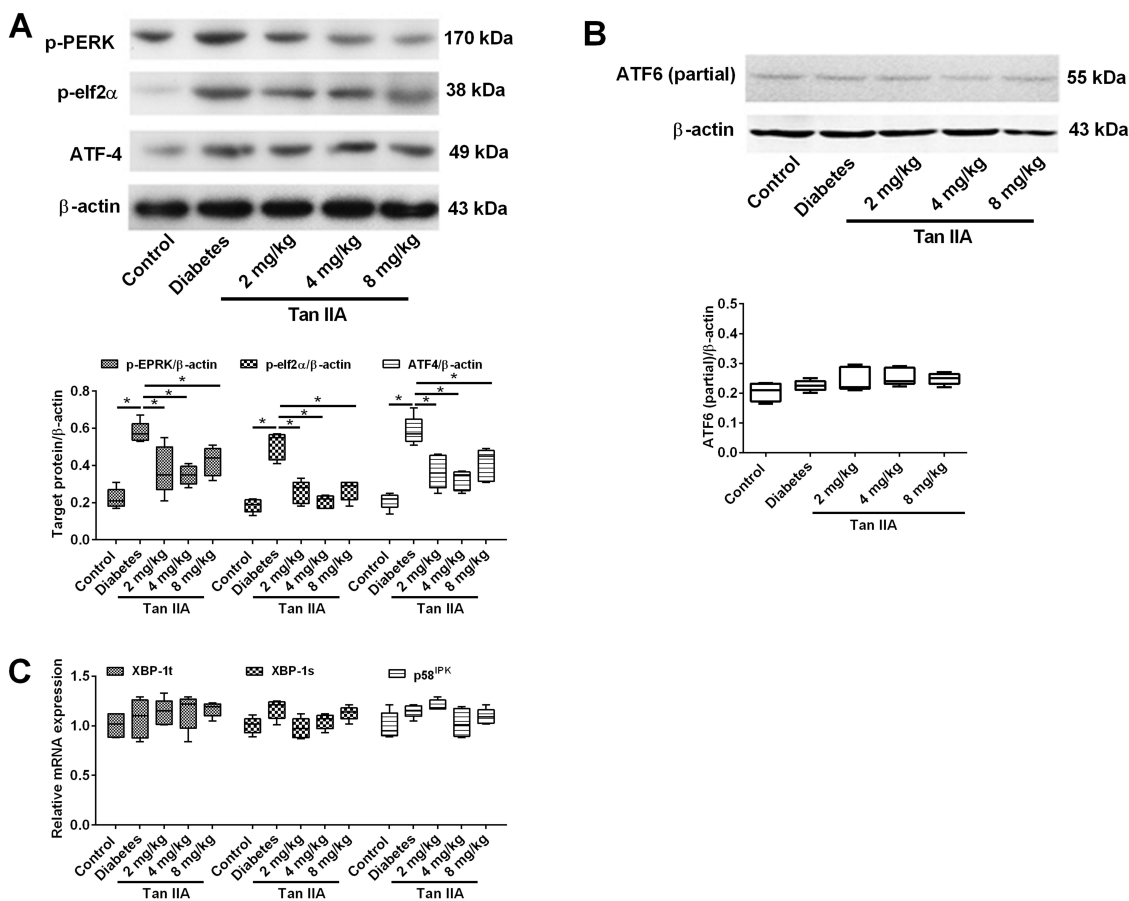 A
p-PERK 170 kDa
p-elf2α 38 kDa
ATF-4 49 kDa
β-actin 43 kDa
Control Diabetes 2 mg/kg 4 mg/kg 8 mg/kg
Tan IIA
p-EPRK/β-actin p-elf2α/β-actin ATF4/β-actin
Target protein/β-actin
0.8
0.6
0.4
0.2
0.0
* * * * * * * * * * * *
Control Diabetes 2 mg/kg 4 mg/kg 8 mg/kg Control Diabetes 2 mg/kg 4 mg/kg 8 mg/kg Control Diabetes 2 mg/kg 4 mg/kg 8 mg/kg
Tan IIA Tan IIA Tan IIA
B
ATF6 (partial) 55 kDa
β-actin 43 kDa
Control Diabetes 2 mg/kg 4 mg/kg 8 mg/kg
Tan IIA
ATF6 (partial)/β-actin
0.5
0.4
0.3
0.2
0.1
0.0
Control Diabetes 2 mg/kg 4 mg/kg 8 mg/kg
Tan IIA
C
XBP-1t XBP-1s p58IPK
Relative mRNA expression
1.5
1.0
0.5
0.0
Control Diabetes 2 mg/kg 4 mg/kg 8 mg/kg Control Diabetes 2 mg/kg 4 mg/kg 8 mg/kg Control Diabetes 2 mg/kg 4 mg/kg 8 mg/kg
Tan IIA Tan IIA Tan IIA